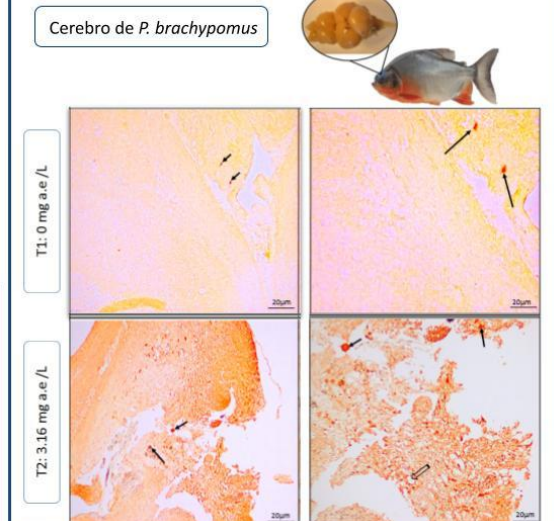 Cerebro de P. brachypomus
T1: 0 mg a.e /L
20µm
20µm
T2: 3.16 mg a.e /L
20µm
20µm